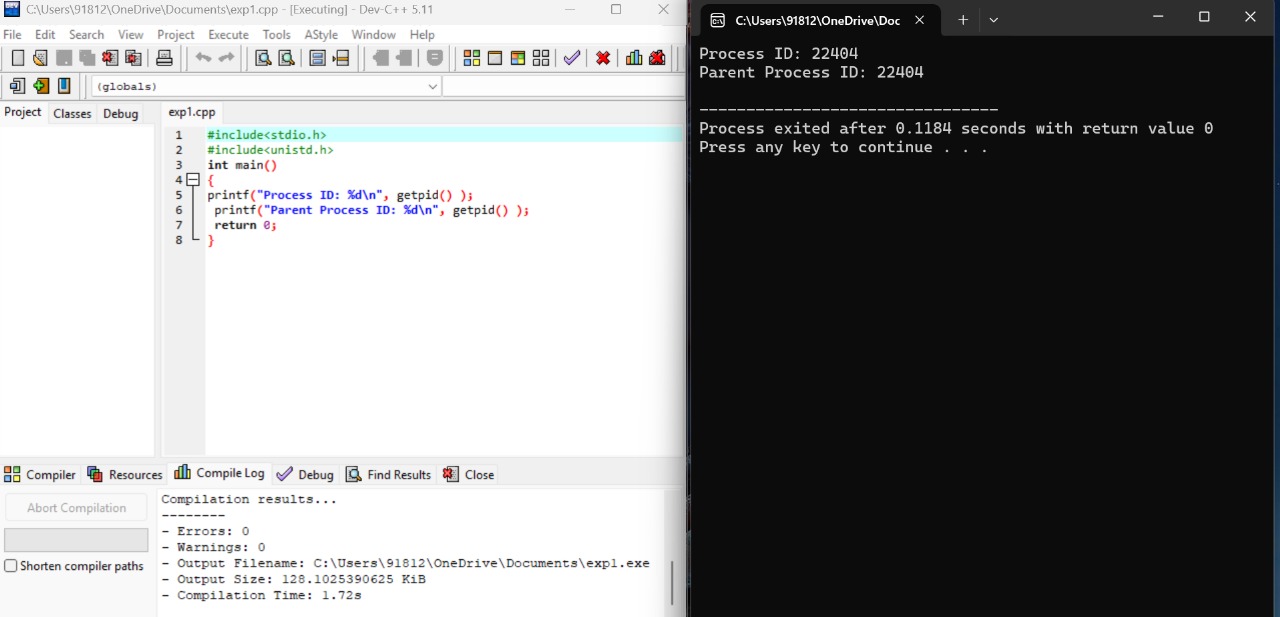 C:\Users\91812\OneDrive\Documents\exp1.cpp - [Executing] - Dev-C++ 5.11
File Edit Search View Project Execute Tools AStyle Window Help
(globals)
Project Classes Debug
exp1.cpp
1 #include<stdio.h>
2 #include<unistd.h>
3 int main()
4 {
5 printf("Process ID: %d\n", getpid() );
6 printf("Parent Process ID: %d\n", getpid() );
7 return 0;
8 }
Compiler Resources Compile Log Debug Find Results Close
Abort Compilation
Shorten compiler paths
Compilation results...
--------
- Errors: 0
- Warnings: 0
- Output Filename: C:\Users\91812\OneDrive\Documents\exp1.exe
- Output Size: 128.1025390625 KiB
- Compilation Time: 1.72s
C:\Users\91812\OneDrive\Doc
Process ID: 22404
Parent Process ID: 22404
--------------------------------
Process exited after 0.1184 seconds with return value 0
Press any key to continue . . .